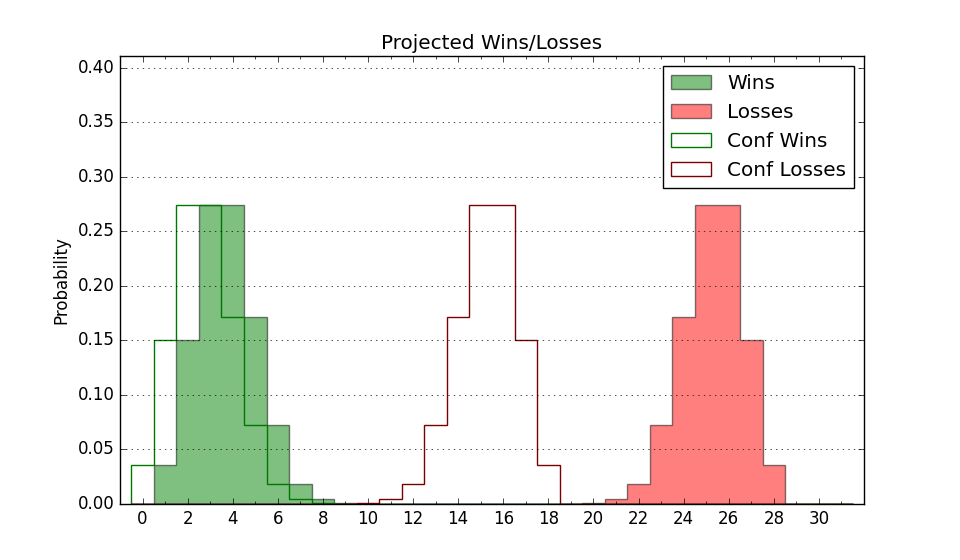 Projected Wins/Losses
0.40
0.35
0.30
0.25
0.20
0.15
0.10
0.05
0.00
Probability
Wins
Losses
Conf Wins
Conf Losses
0 2 4 6 8 10 12 14 16 18 20 22 24 26 28 30